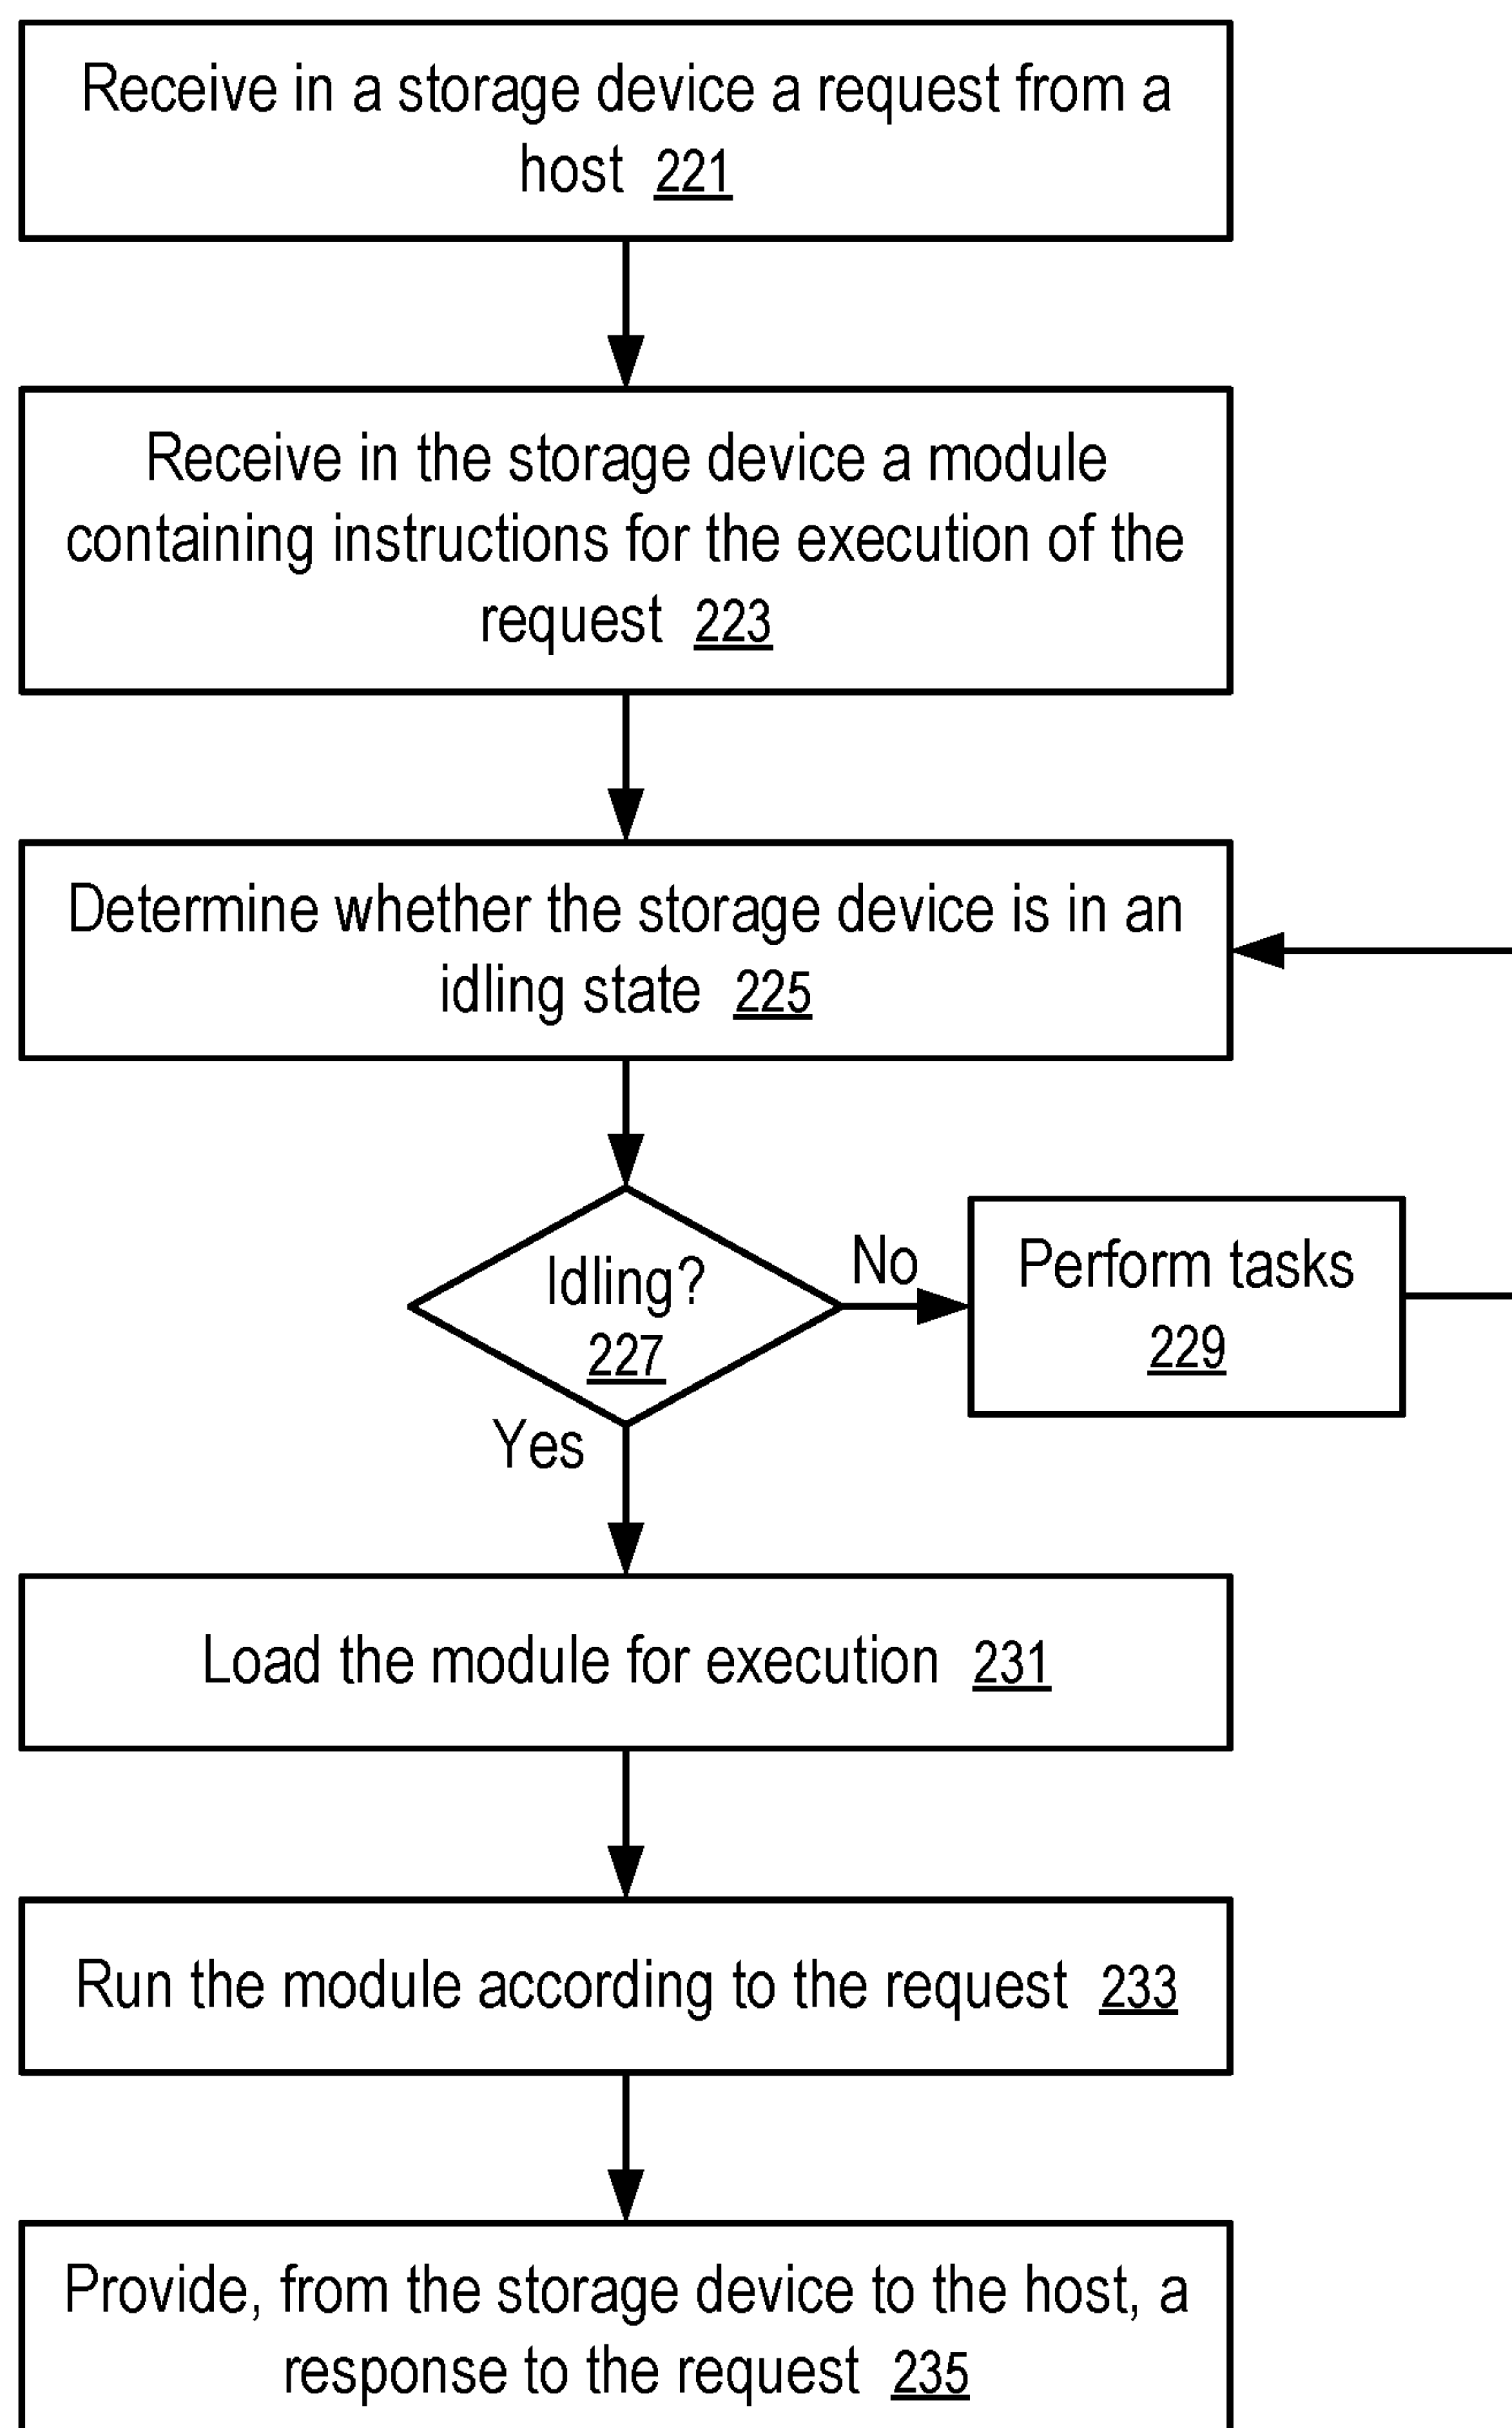 Receive in a storage device a request from a
host 221
Receive in the storage device a module
containing instructions for the execution of the
request 223
Determine whether the storage device is in an
idling state 225
Idling?
227
No
Perform tasks
229
Yes
Load the module for execution 231
Run the module according to the request 233
Provide, from the storage device to the host, a
response to the request 235